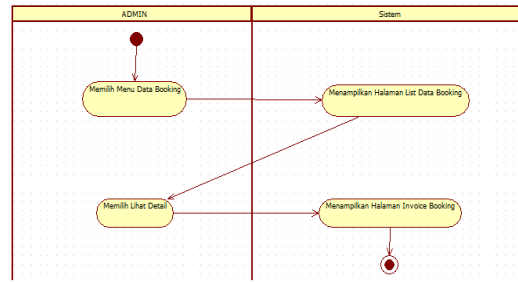 ADMIN
Sistem
Memilih Menu Data Booking
Menampilkan Halaman List Data Booking
Memilih Lihat Detail
Menampilkan Halaman Invoice Booking